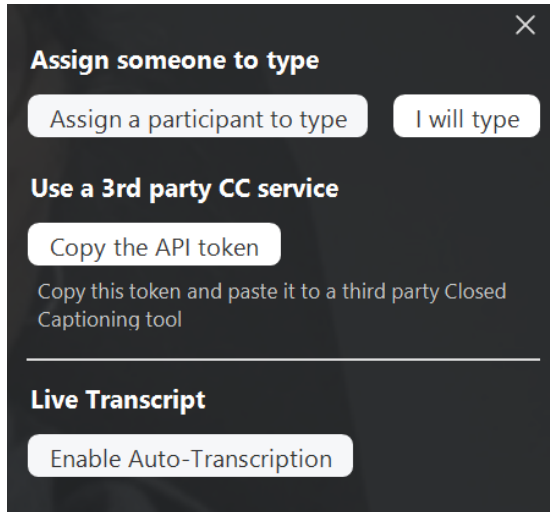 Assign someone to type
Assign a participant to type
I will type
Use a 3rd party CC service
Copy the API token
Copy this token and paste it to a third party Closed
Captioning tool
Live Transcript
Enable Auto-Transcription